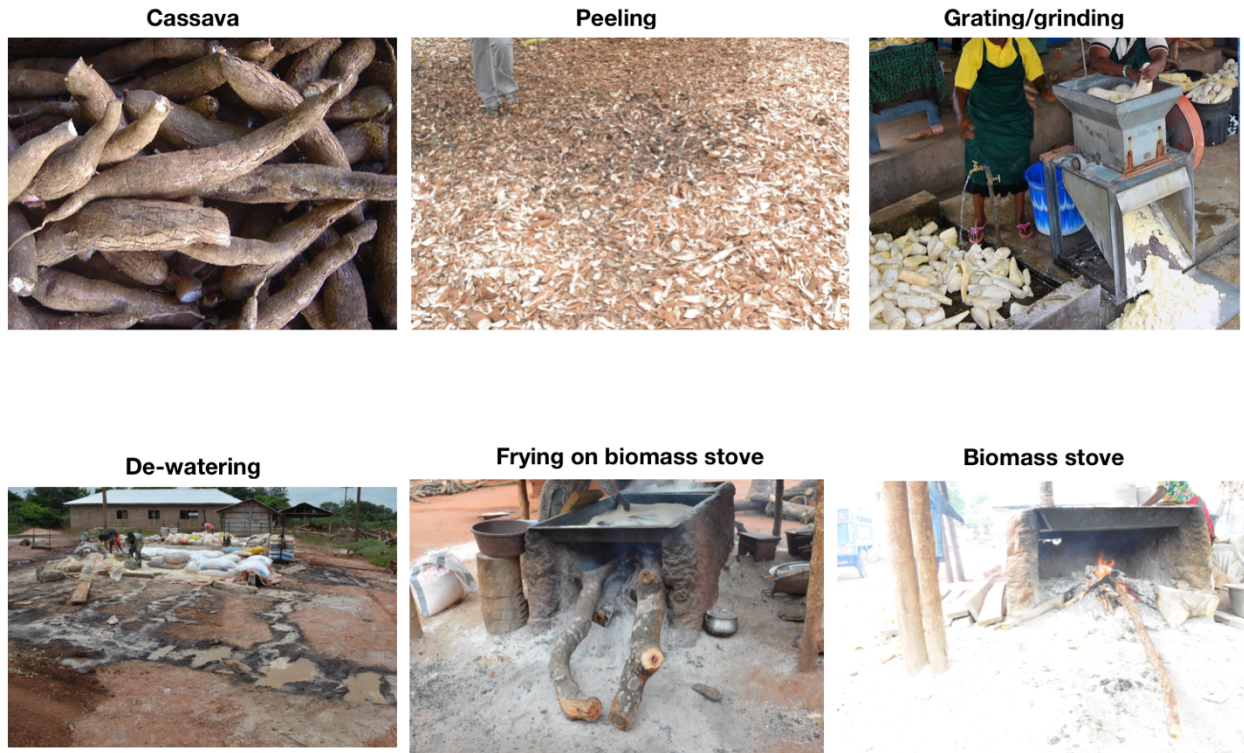 Cassava
Peeling
Grating/grinding
De-watering
Frying on biomass stove
Biomass stove